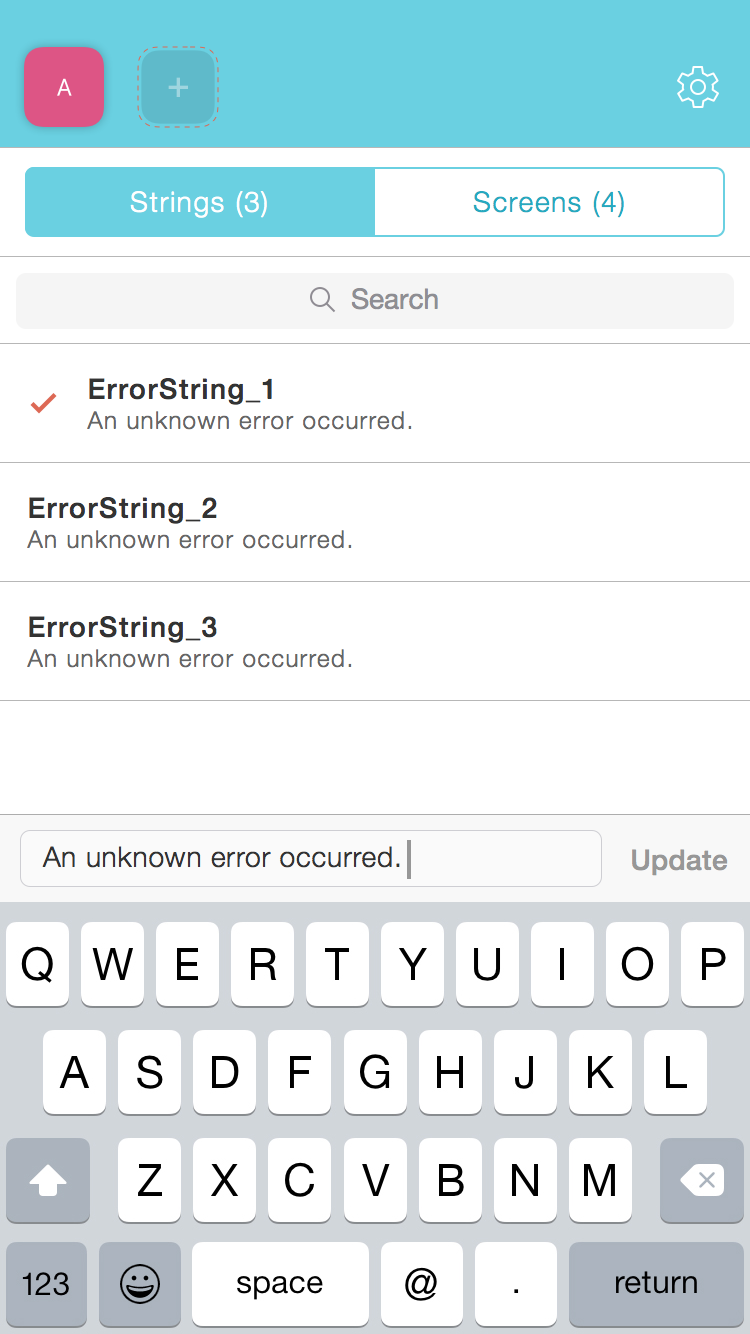 A +
Strings (3) Screens (4)
Search
ErrorString_1
An unknown error occurred.
ErrorString_2
An unknown error occurred.
ErrorString_3
An unknown error occurred.
An unknown error occurred. Update
Q W E R T Y U I O P
A S D F G H J K L
Z X C V B N M
123 space @ . return